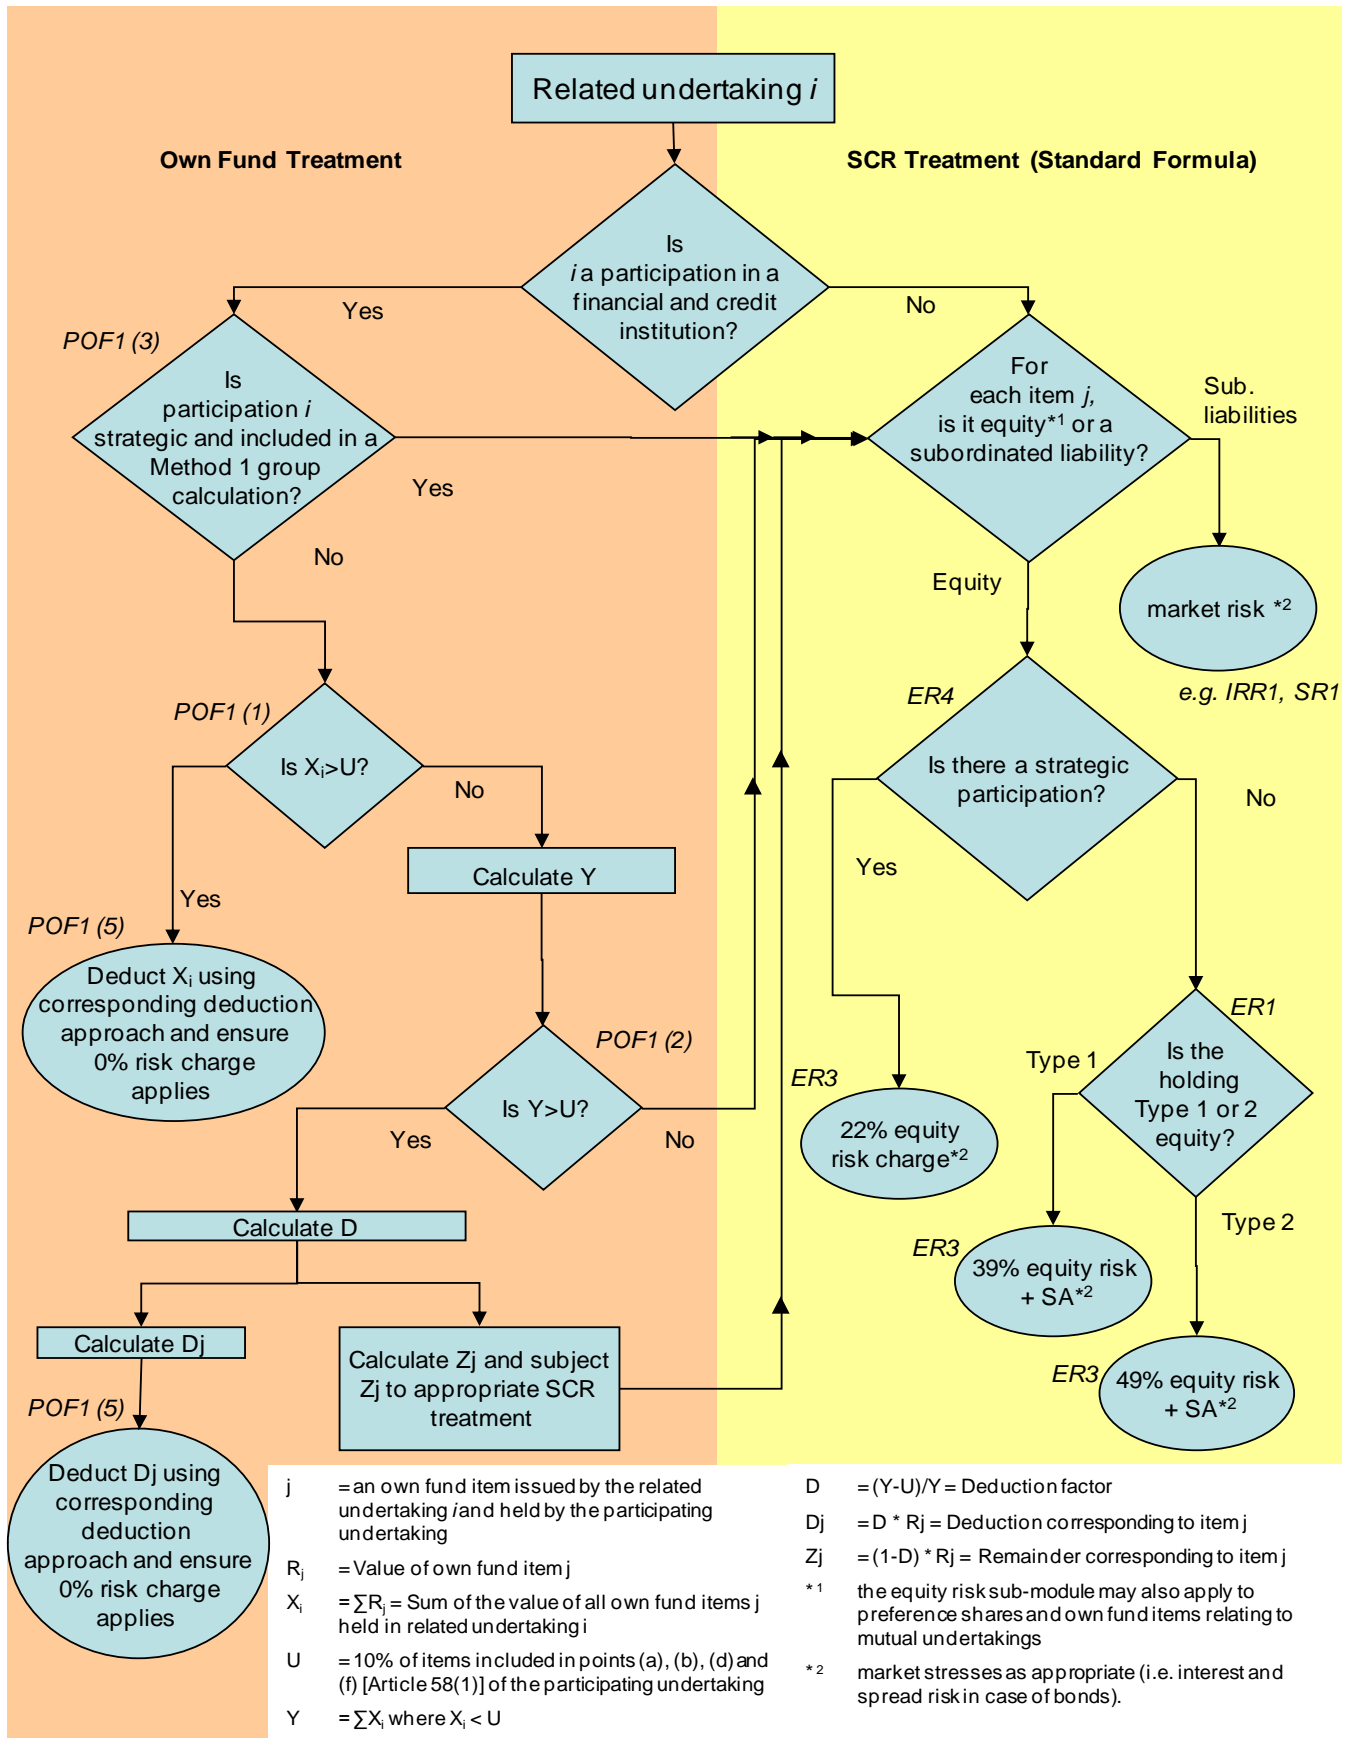 Related undertaking i
Own Fund Treatment
SCR Treatment (Standard Formula)
Is
i a participation in a
financial and credit
institution?
Yes
No
POF1 (3)
Is
participation i
strategic and included in a
Method 1 group
calculation?
Yes
No
For
each item j,
is it equity*1 or a
subordinated liability?
Sub.
liabilities
Equity
market risk *2
e.g. IRR1, SR1
ER4
Is there a strategic
participation?
Yes
No
POF1 (1)
Is Xi>U?
No
Yes
Calculate Y
POF1 (5)
Deduct Xi using
corresponding deduction
approach and ensure
0% risk charge
applies
POF1 (2)
Is Y>U?
Yes
No
ER3
22% equity
risk charge*2
ER1
Is the
holding
Type 1 or 2
equity?
Type 1
Type 2
ER3
39% equity risk
+ SA*2
ER3
49% equity risk
+ SA*2
Calculate D
Calculate Dj
Calculate Zj and subject
Zj to appropriate SCR
treatment
POF1 (5)
Deduct Dj using
corresponding
deduction
approach and ensure
0% risk charge
applies
j = an own fund item issued by the related
undertaking i and held by the participating
undertaking
Rj = Value of own fund item j
Xi = ∑Rj = Sum of the value of all own fund items j
held in related undertaking i
U = 10% of items included in points (a), (b), (d) and
(f) [Article 58(1)] of the participating undertaking
Y = ∑Xi where Xi < U
D = (Y-U)/Y = Deduction factor
Dj = D * Rj = Deduction corresponding to item j
Zj = (1-D) * Rj = Remainder corresponding to item j
*1 the equity risk sub-module may also apply to
preference shares and own fund items relating to
mutual undertakings
*2 market stresses as appropriate (i.e. interest and
spread risk in case of bonds).